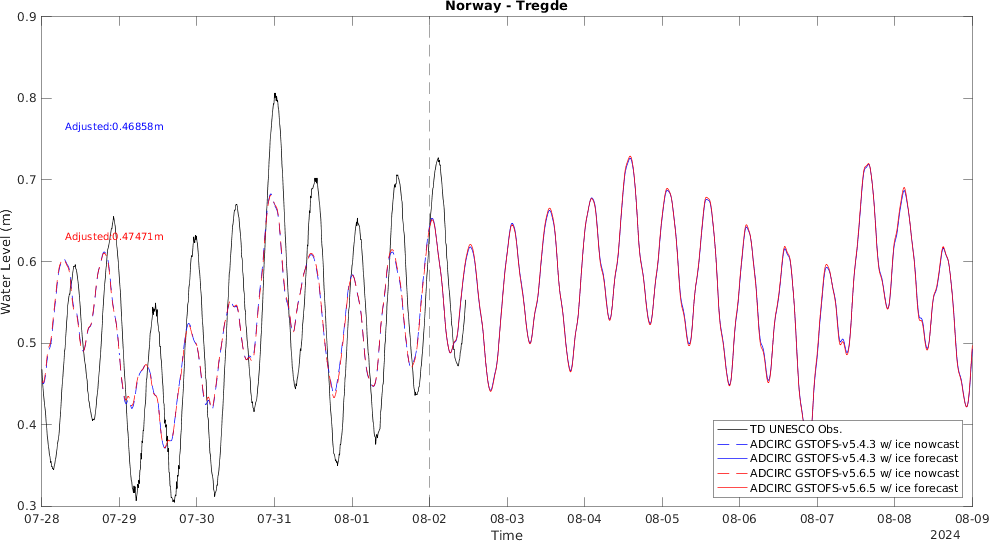 Norway - Tregde
0.9
0.8
0.7
0.6
0.5
0.4
0.3
Water Level (m)
Adjusted:0.46858m
Adjusted:0.47471m
TD UNESCO Obs.
ADCIRC GSTOFS-v5.4.3 w/ ice nowcast
ADCIRC GSTOFS-v5.4.3 w/ ice forecast
ADCIRC GSTOFS-v5.6.5 w/ ice nowcast
ADCIRC GSTOFS-v5.6.5 w/ ice forecast
07-28 07-29 07-30 07-31 08-01 08-02 08-03 08-04 08-05 08-06 08-07 08-08 08-09
Time
2024